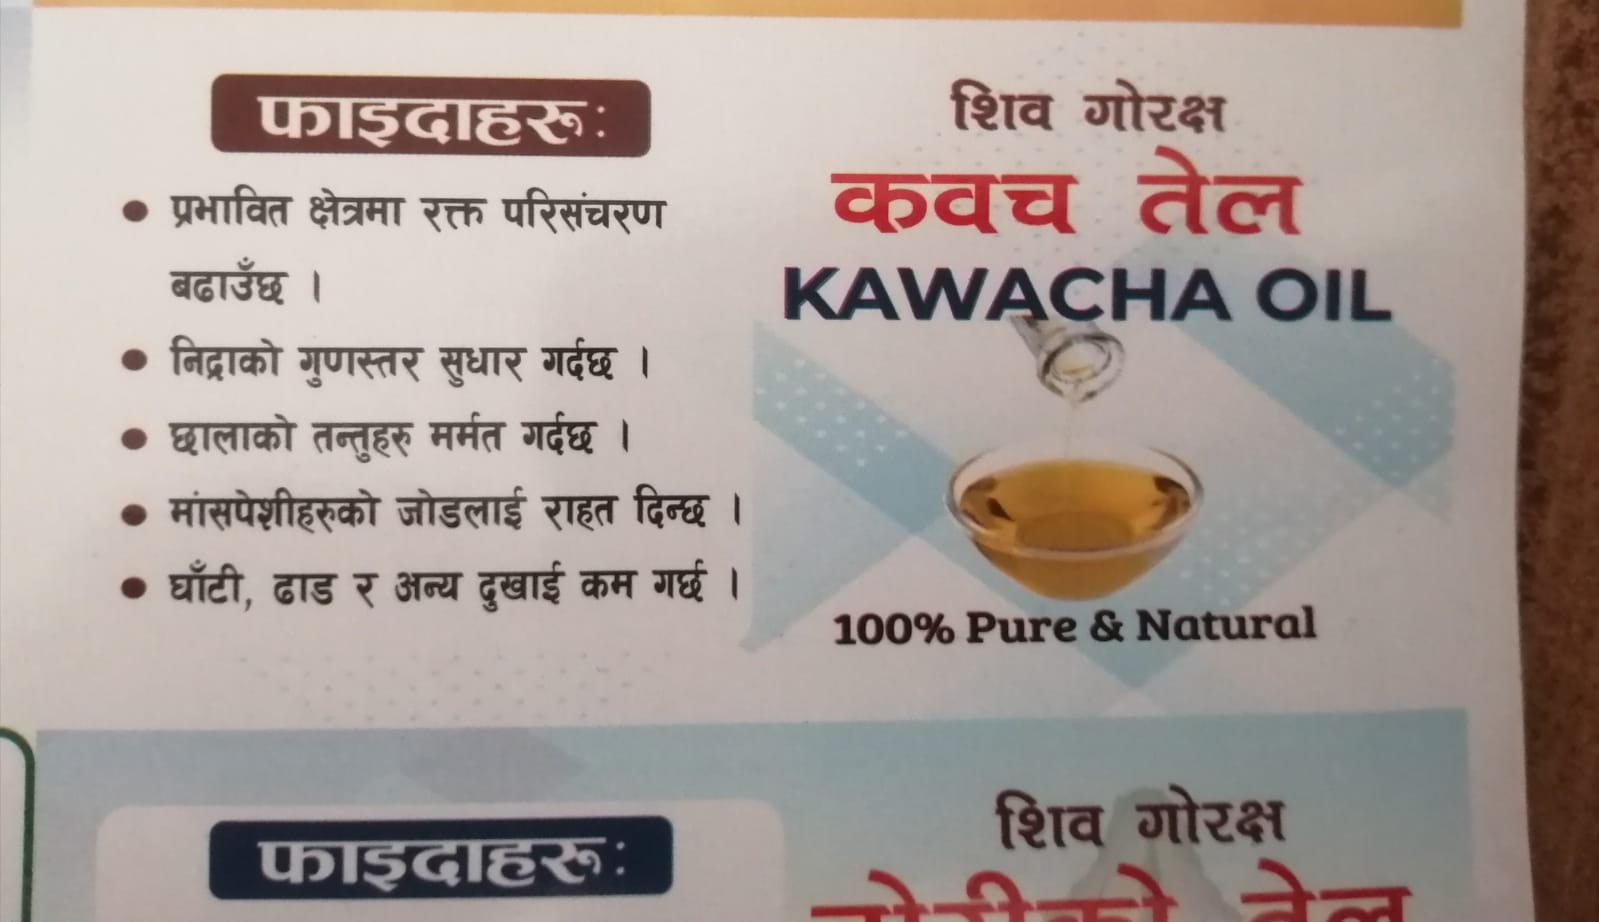 फाइदाहरू:
• प्रभावित क्षेत्रमा रक्त परिसंचरण
बढाउँछ ।
• निद्राको गुणस्तर सुधार गर्दछ ।
• छालाको तन्तुहरु मर्मत गर्दछ ।
• मांसपेशीहरुको जोडलाई राहत दिन्छ ।
• घाँटी, ढाड र अन्य दुखाई कम गर्छ ।
शिव गोरक्ष
कवच तेल
KAWACHA OIL
100% Pure & Natural
फाइदाहरू:
शिव गोरक्ष
तेल